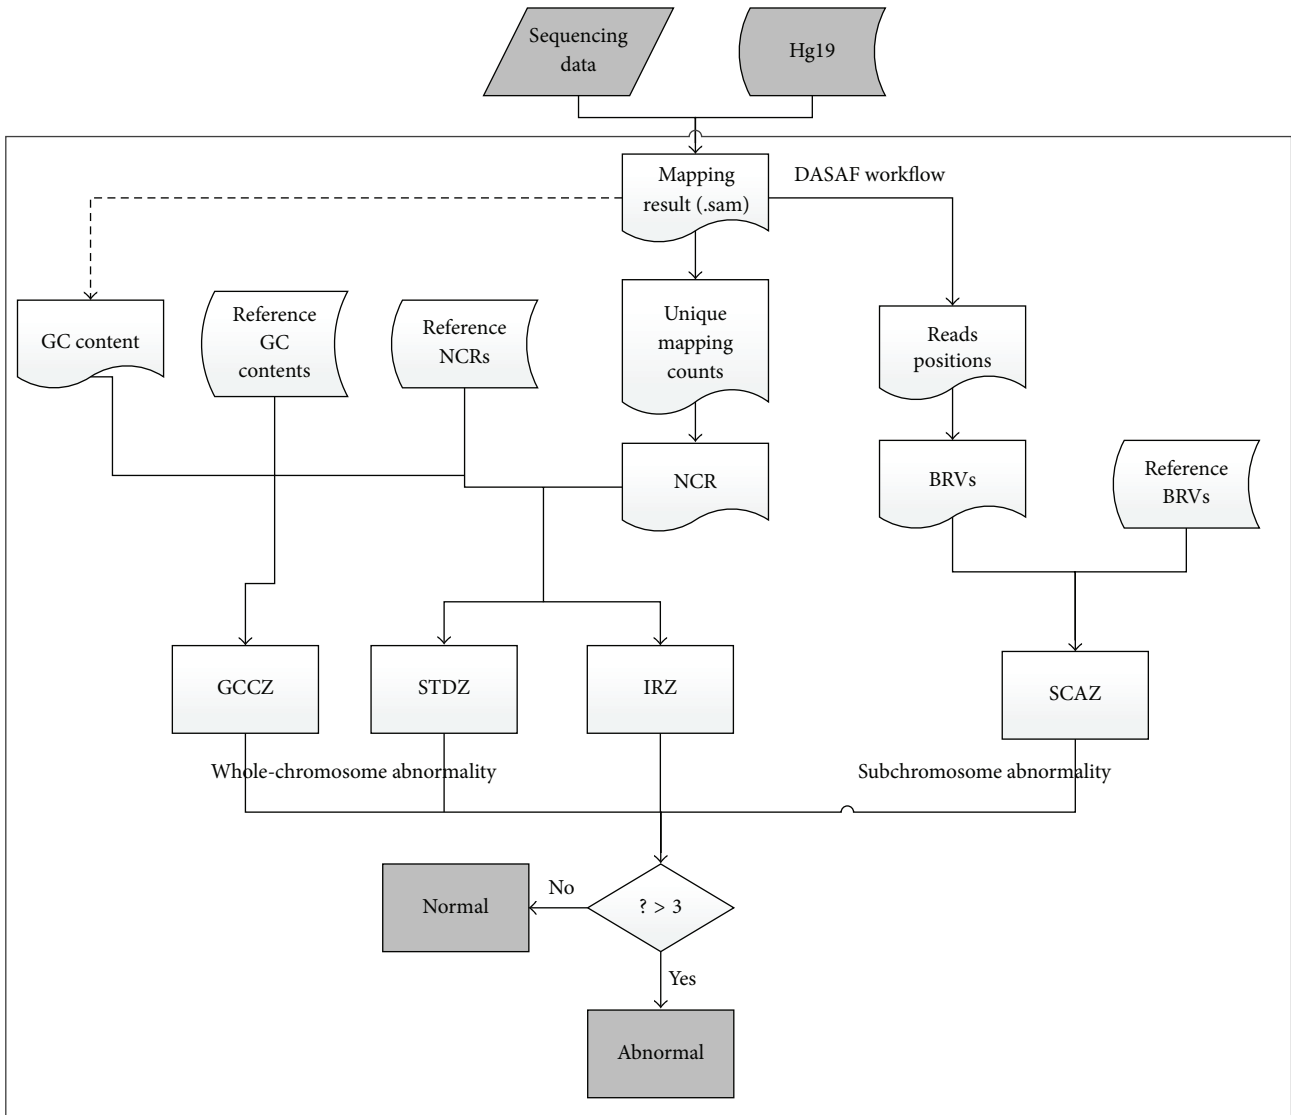 Sequencing
data
Hg19
Mapping
result (.sam)
DASAF workflow
GC content
Reference
GC
contents
Reference
NCRs
Unique
mapping
counts
Reads
positions
NCR
BRVs
Reference
BRVs
GCCZ
STDZ
IRZ
SCAZ
Whole-chromosome abnormality
Subchromosome abnormality
Normal
No
? > 3
Yes
Abnormal